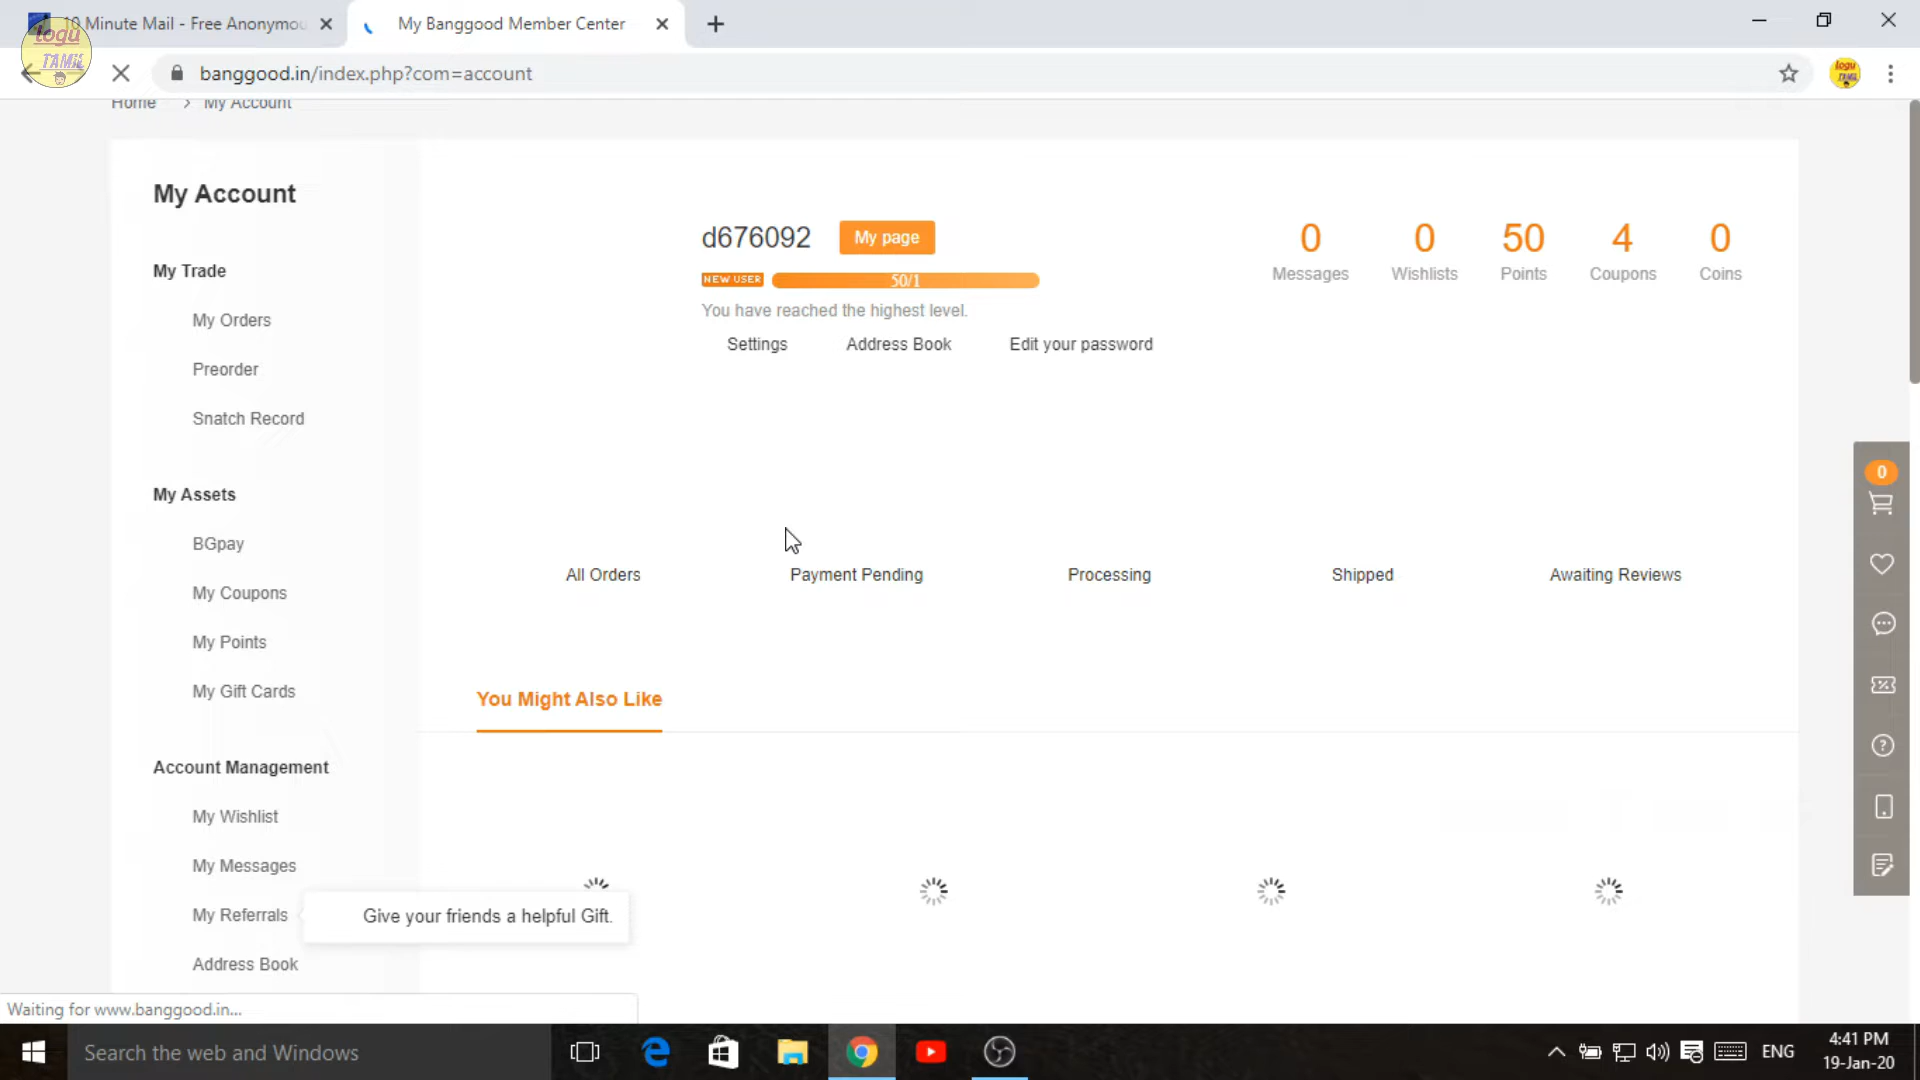 10 Minute Mail - Free Anonymou
My Banggood Member Center
logu
TAMIL
banggood.in/index.php?com=account
logu
TAMIL
Home > My Account
My Account
My Trade
My Orders
Preorder
Snatch Record
My Assets
BGpay
My Coupons
My Points
My Gift Cards
Account Management
My Wishlist
My Messages
My Referrals
Address Book
Give your friends a helpful Gift.
d676092
My page
NEW USER
50/1
You have reached the highest level.
Settings
Address Book
Edit your password
0
Messages
0
Wishlists
50
Points
4
Coupons
0
Coins
All Orders
Payment Pending
Processing
Shipped
Awaiting Reviews
You Might Also Like
0
Waiting for www.banggood.in...
Search the web and Windows
ENG
4:41 PM
19-Jan-20